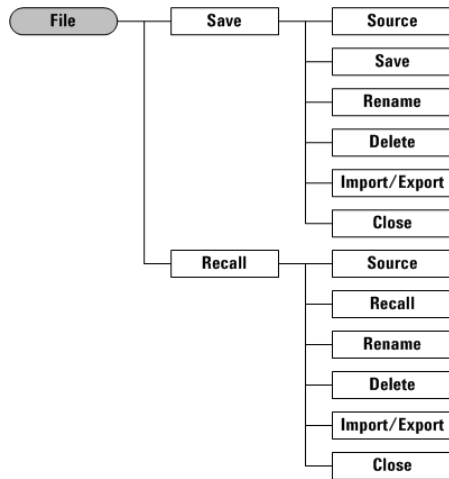 File
Save
Source
Save
Rename
Delete
Import/Export
Close
Recall
Source
Recall
Rename
Delete
Import/Export
Close